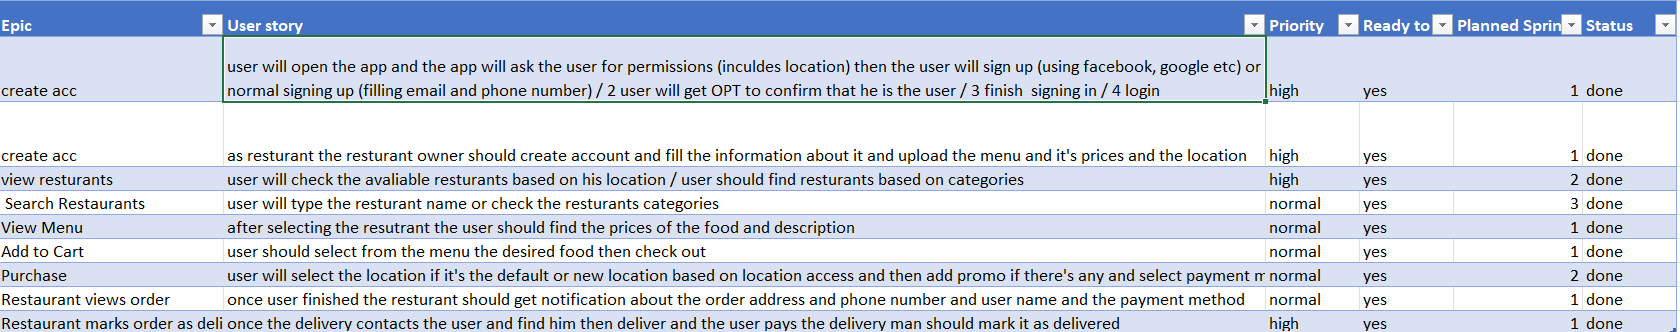 Epic User story Priority Ready to Planned Sprin Status
user will open the app and the app will ask the user for permissions (inculdes location) then the user will sign up (using facebook, google etc) or
create acc normal signing up (filling email and phone number) / 2 user will get OPT to confirm that he is the user / 3 finish  signing in / 4 login high yes 1 done
create acc as resturant the resturant owner should create account and fill the information about it and upload the menu and it's prices and the location high yes 1 done
view resturants user will check the avaliable resturants based on his location / user should find resturants based on categories high yes 2 done
Search Restaurants user will type the resturant name or check the resturants categories normal yes 3 done
View Menu after selecting the resutrant the user should find the prices of the food and description normal yes 1 done
Add to Cart user should select from the menu the desired food then check out normal yes 1 done
Purchase user will select the location if it's the default or new location based on location access and then add promo if there's any and select payment m normal yes 2 done
Restaurant views order once user finished the resturant should get notification about the order address and phone number and user name and the payment method normal yes 1 done
Restaurant marks order as deli once the delivery contacts the user and find him then deliver and the user pays the delivery man should mark it as delivered high yes 1 done